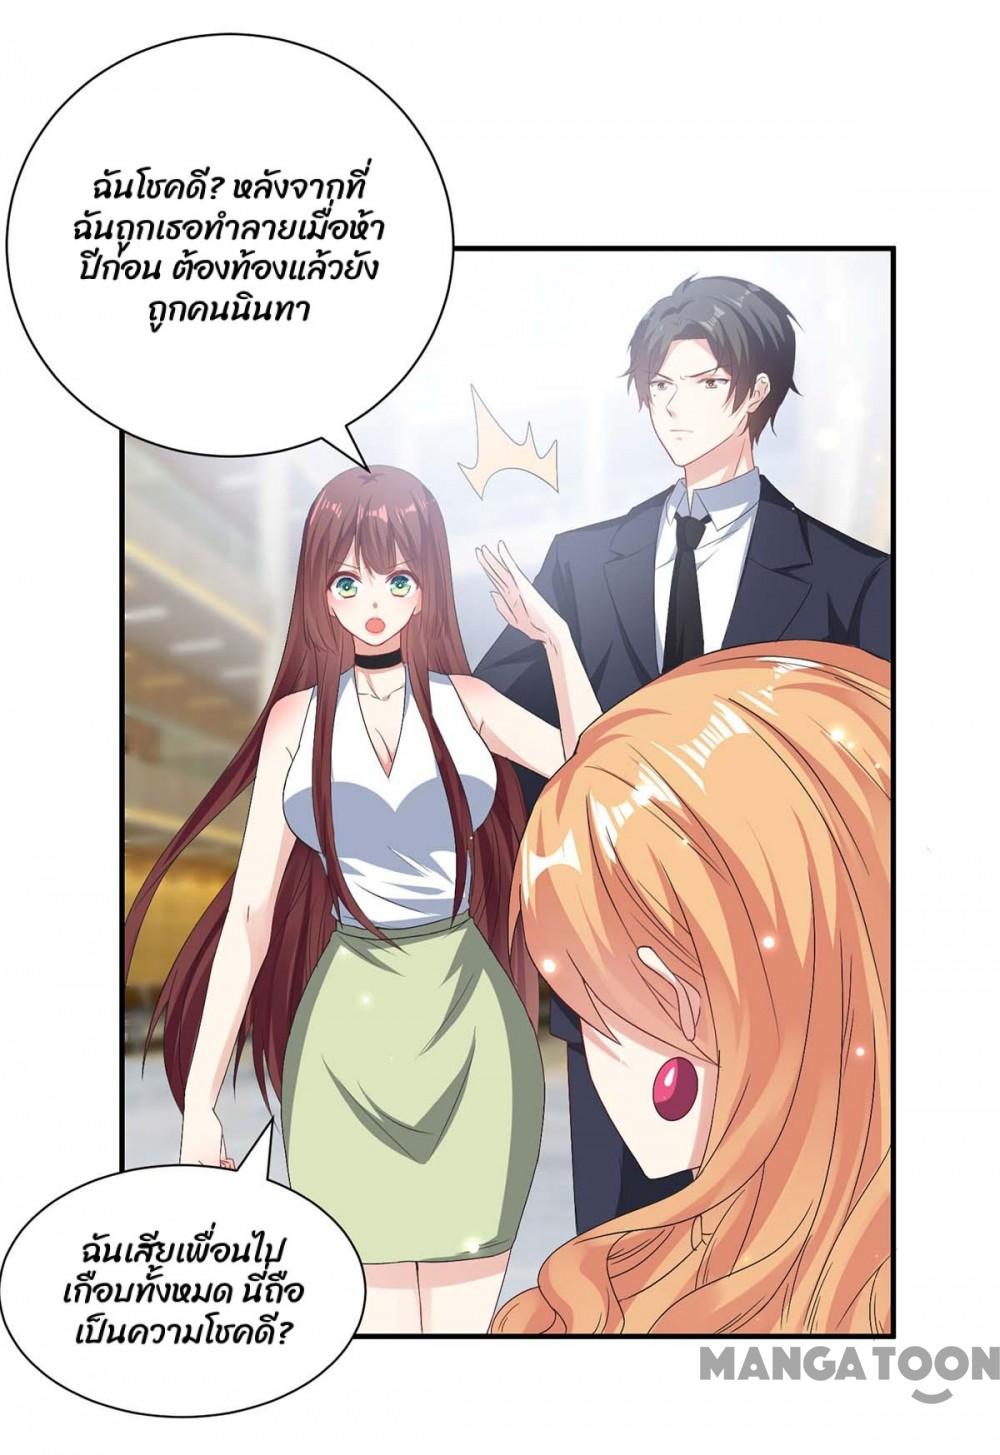 ฉันโชคดี? หลังจากที่
ฉันถูกเธอทำลายเมื่อห้า
ปีก่อน ต้องท้องแล้วยัง
ถูกคนนินทา
ฉันเสียเพื่อนไป
เกือบทั้งหมด นี่ถือ
เป็นความโชคดี?
MANGATOON